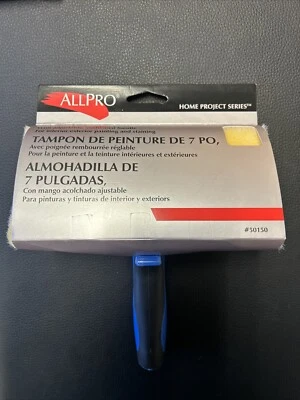 ALLPRO
HOME PROJECT SERIES™
For interior/exterior painting and staining
TAMPON DE PEINTURE DE 7 PO,
Avec poignée rembourrée réglable
Pour la peinture et la teinture intérieures et extérieures
ALMOHADILLA DE
7 PULGADAS,
Con mango acolchado ajustable
Para pinturas y tinturas de interior y exteriors
#50150